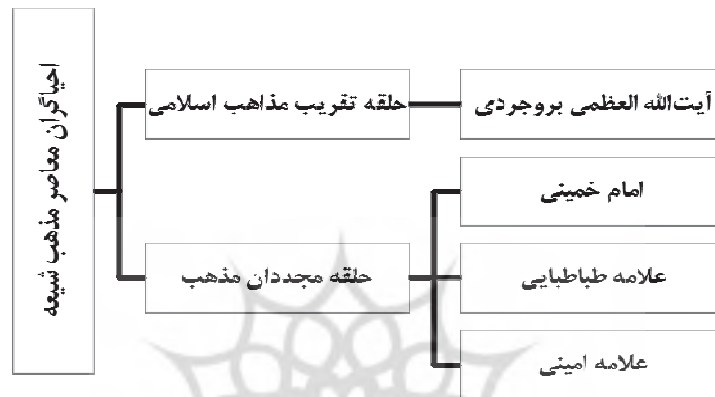 احیاگران معاصر مذهب شیعه
حلقه تقریب مذاهب اسلامی
آیت‌الله العظمی بروجردی
حلقه مجددان مذهب
امام خمینی
علامه طباطبایی
علامه امینی